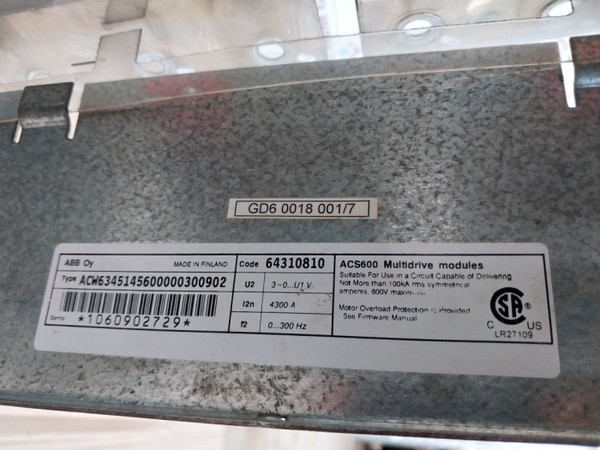 GD6 0018 001/7
ABB Oy
MADE IN FINLAND
Type ACW6345145600000300902
Serno *1060902729*
Code 64310810
U2 3~0...U1 V
I2n 4300 A
f2 0...300 Hz
ACS600 Multidrive modules
Suitable For Use in a Circuit Capable of Delivering
Not More than 100kA rms symmetrical
amperes, 600V maximum.
Motor Overload Protection is Provided
See Firmware Manual
SA
C US
LR27109